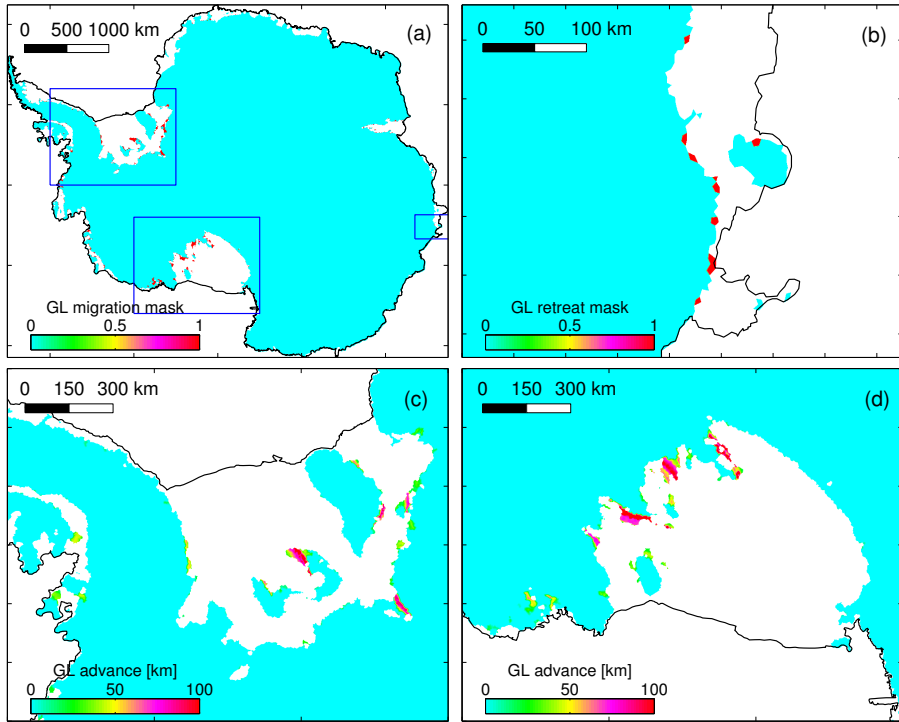 0 500 1000 km
(a)
GL migration mask
0 0.5 1
0 50 100 km
(b)
GL retreat mask
0 0.5 1
0 150 300 km
(c)
GL advance [km]
0 50 100
0 150 300 km
(d)
GL advance [km]
0 50 100